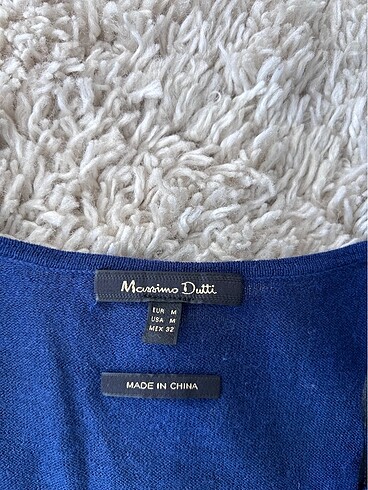 Massimo Dutti
EUR M
USA M
MEX 32
MADE IN CHINA